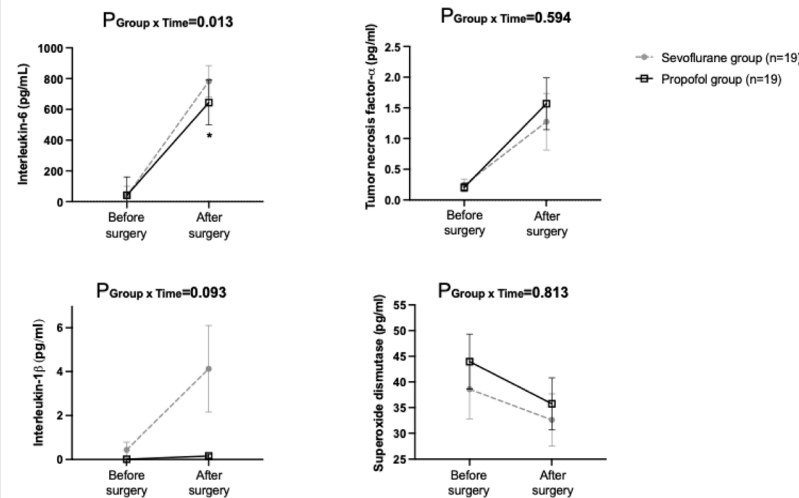 PGroup x Time=0.013
Interleukin-6 (pg/mL)
1000
800
600
400
200
0
*
Before
surgery
After
surgery
PGroup x Time=0.594
Tumor necrosis factor-α (pg/ml)
2.5
2.0
1.5
1.0
0.5
0.0
Before
surgery
After
surgery
Sevoflurane group (n=19)
Propofol group (n=19)
PGroup x Time=0.093
Interleukin-1β (pg/ml)
6
4
2
0
Before
surgery
After
surgery
PGroup x Time=0.813
Superoxide dismutase (pg/ml)
55
50
45
40
35
30
25
Before
surgery
After
surgery